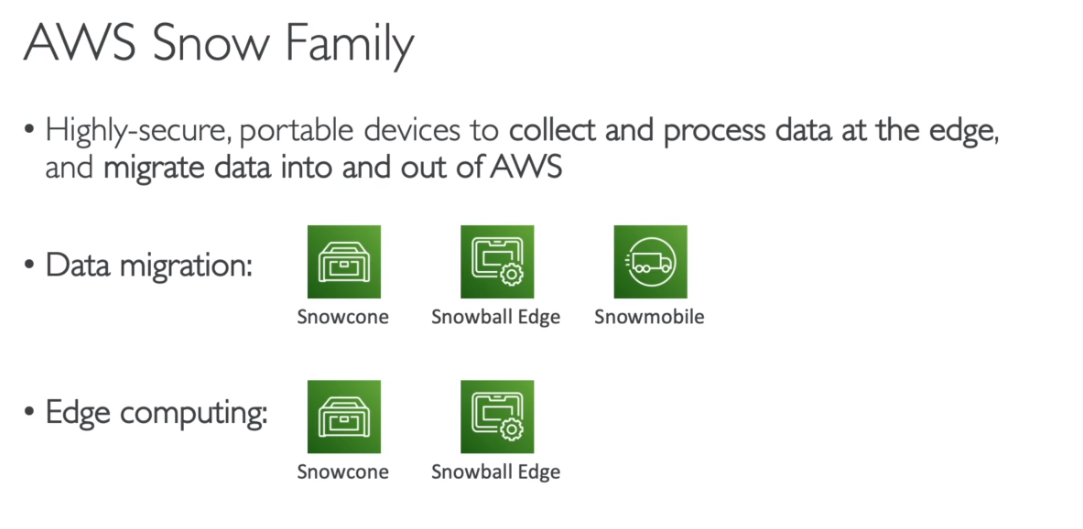 AWS Snow Family
• Highly-secure, portable devices to collect and process data at the edge,
and migrate data into and out of AWS
• Data migration:
Snowcone
Snowball Edge
Snowmobile
• Edge computing:
Snowcone
Snowball Edge